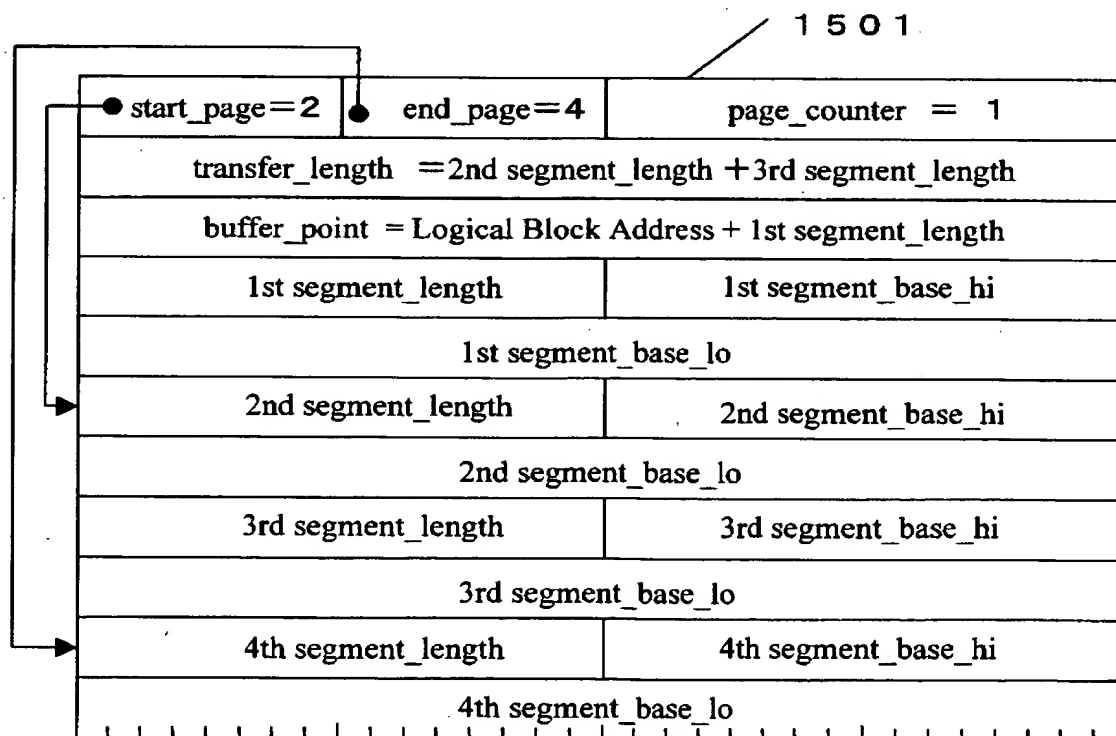 1501
start_page=2 end_page=4 page_counter = 1
transfer_length =2nd segment_length +3rd segment_length
buffer_point = Logical Block Address + 1st segment_length
1st segment_length 1st segment_base_hi
1st segment_base_lo
2nd segment_length 2nd segment_base_hi
2nd segment_base_lo
3rd segment_length 3rd segment_base_hi
3rd segment_base_lo
4th segment_length 4th segment_base_hi
4th segment_base_lo